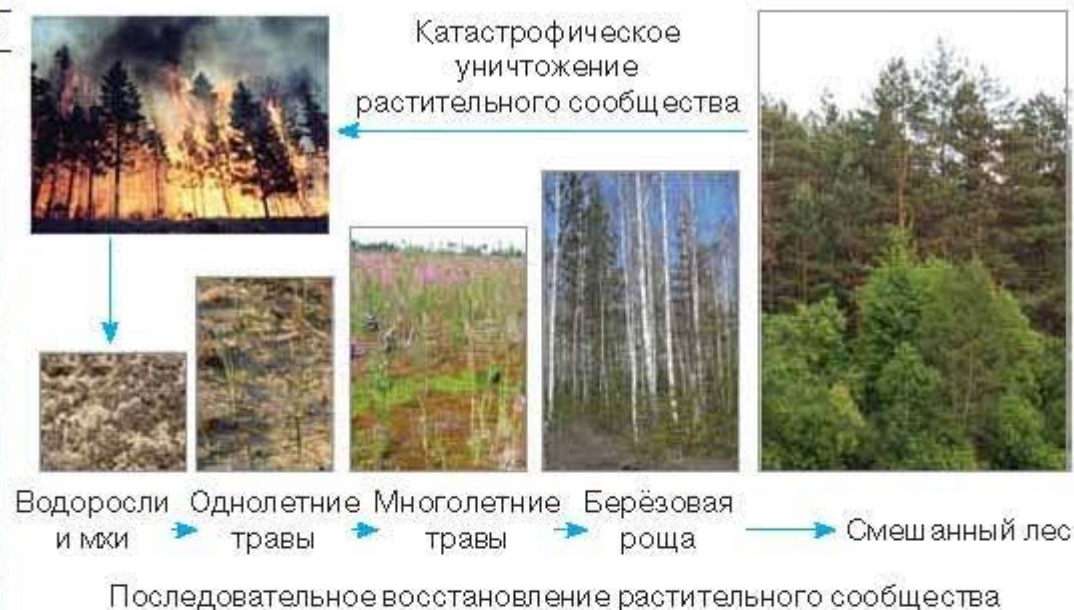 Катастрофическое
уничтожение
растительного сообщества
Водоросли
и мхи
Однолетние
травы
Многолетние
травы
Берёзовая
роща
Смешанный лес
Последовательное восстановление растительного сообщества